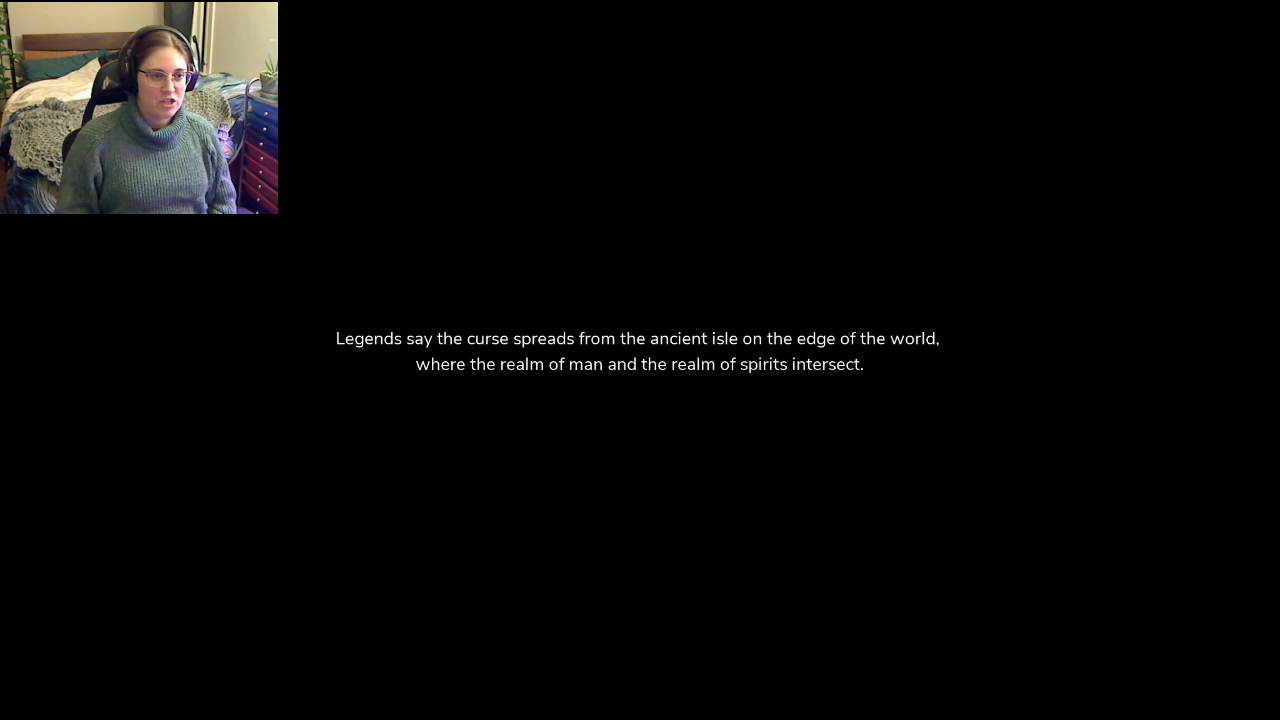 Legends say the curse spreads from the ancient isle on the edge of the world,
where the realm of man and the realm of spirits intersect.